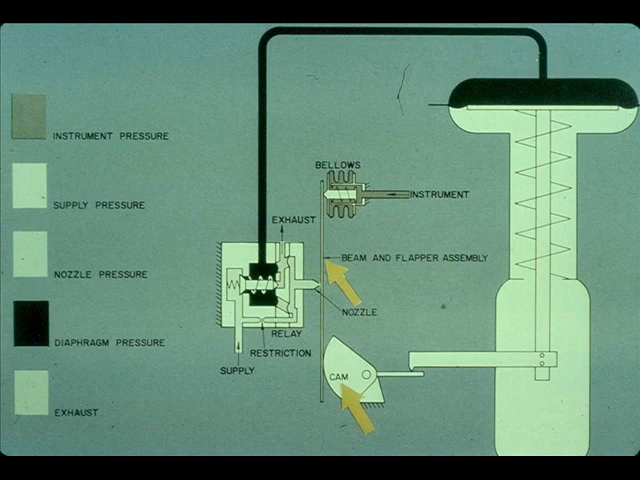 INSTRUMENT PRESSURE
SUPPLY PRESSURE
NOZZLE PRESSURE
DIAPHRAGM PRESSURE
EXHAUST
BELLOWS
INSTRUMENT
EXHAUST
BEAM AND FLAPPER ASSEMBLY
NOZZLE
RELAY
RESTRICTION
SUPPLY
CAM